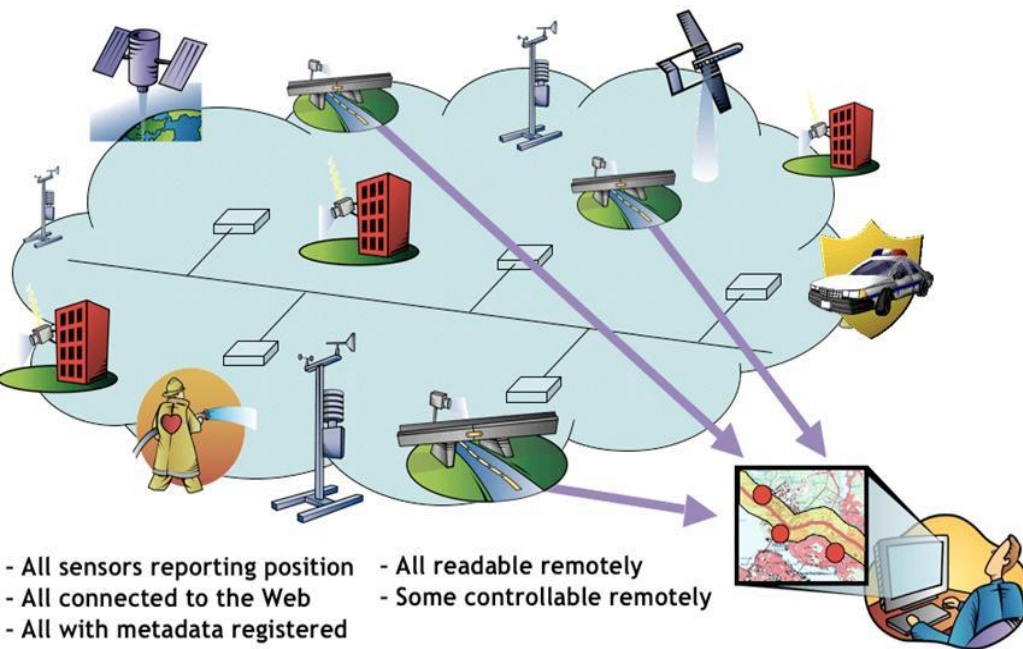 - All sensors reporting position
- All connected to the Web
- All with metadata registered
- All readable remotely
- Some controllable remotely